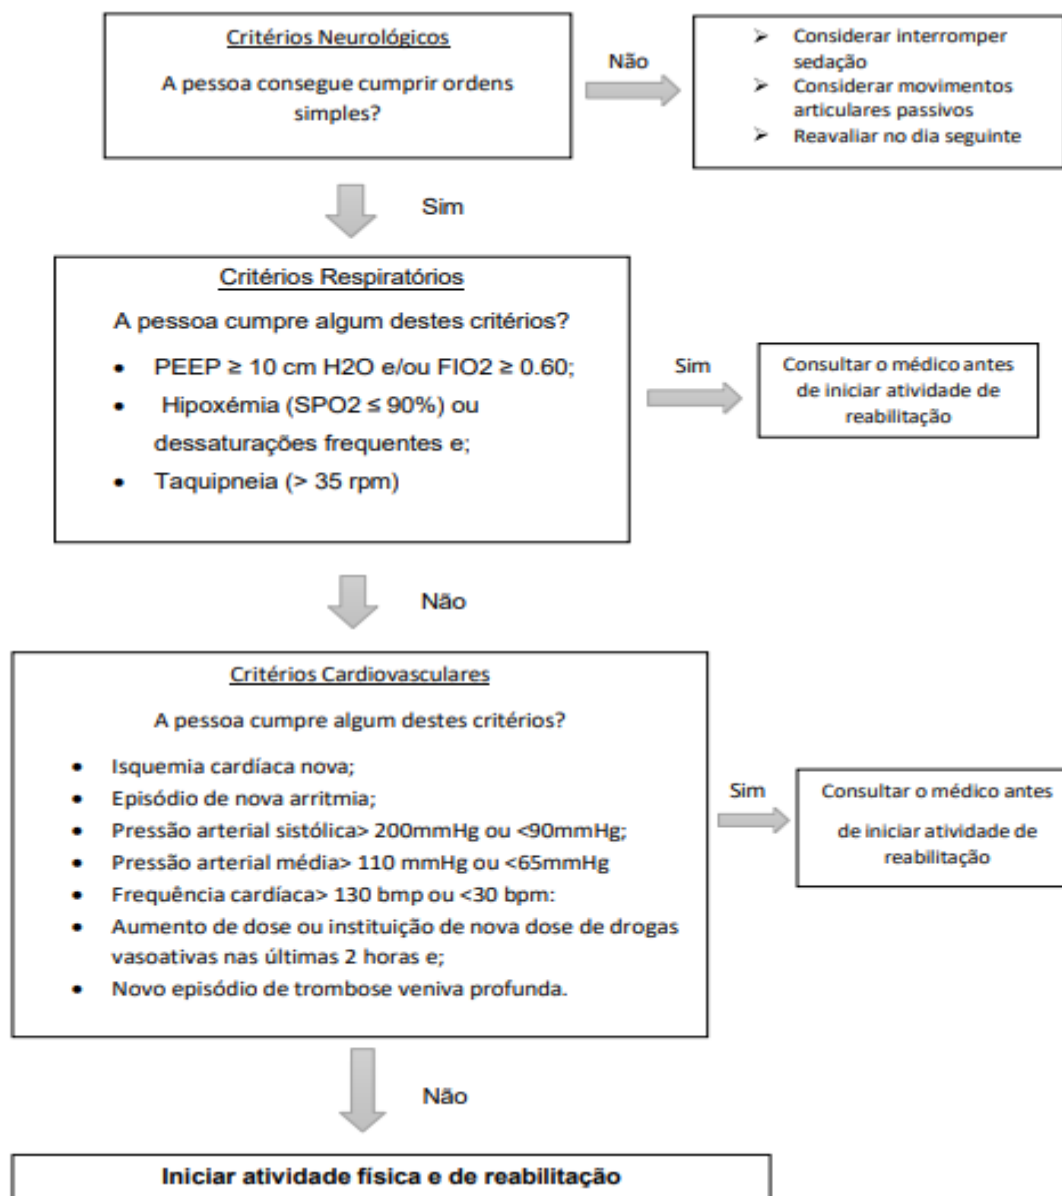 Critérios Neurológicos
A pessoa consegue cumprir ordens
simples?
Não
➤ Considerar interromper
sedação
➤ Considerar movimentos
articulares passivos
➤ Reavaliar no dia seguinte
Sim
Critérios Respiratórios
A pessoa cumpre algum destes critérios?
• PEEP ≥ 10 cm H2O e/ou FIO2 ≥ 0.60;
• Hipoxémia (SPO2 ≤ 90%) ou
dessaturações frequentes e;
• Taquipneia (> 35 rpm)
Sim
Consultar o médico antes
de iniciar atividade de
reabilitação
Não
Critérios Cardiovasculares
A pessoa cumpre algum destes critérios?
• Isquemia cardíaca nova;
• Episódio de nova arritmia;
• Pressão arterial sistólica> 200mmHg ou <90mmHg;
• Pressão arterial média> 110 mmHg ou <65mmHg
• Frequência cardíaca> 130 bmp ou <30 bpm:
• Aumento de dose ou instituição de nova dose de drogas
vasoativas nas últimas 2 horas e;
• Novo episódio de trombose veniva profunda.
Sim
Consultar o médico antes
de iniciar atividade de
reabilitação
Não
Iniciar atividade física e de reabilitação